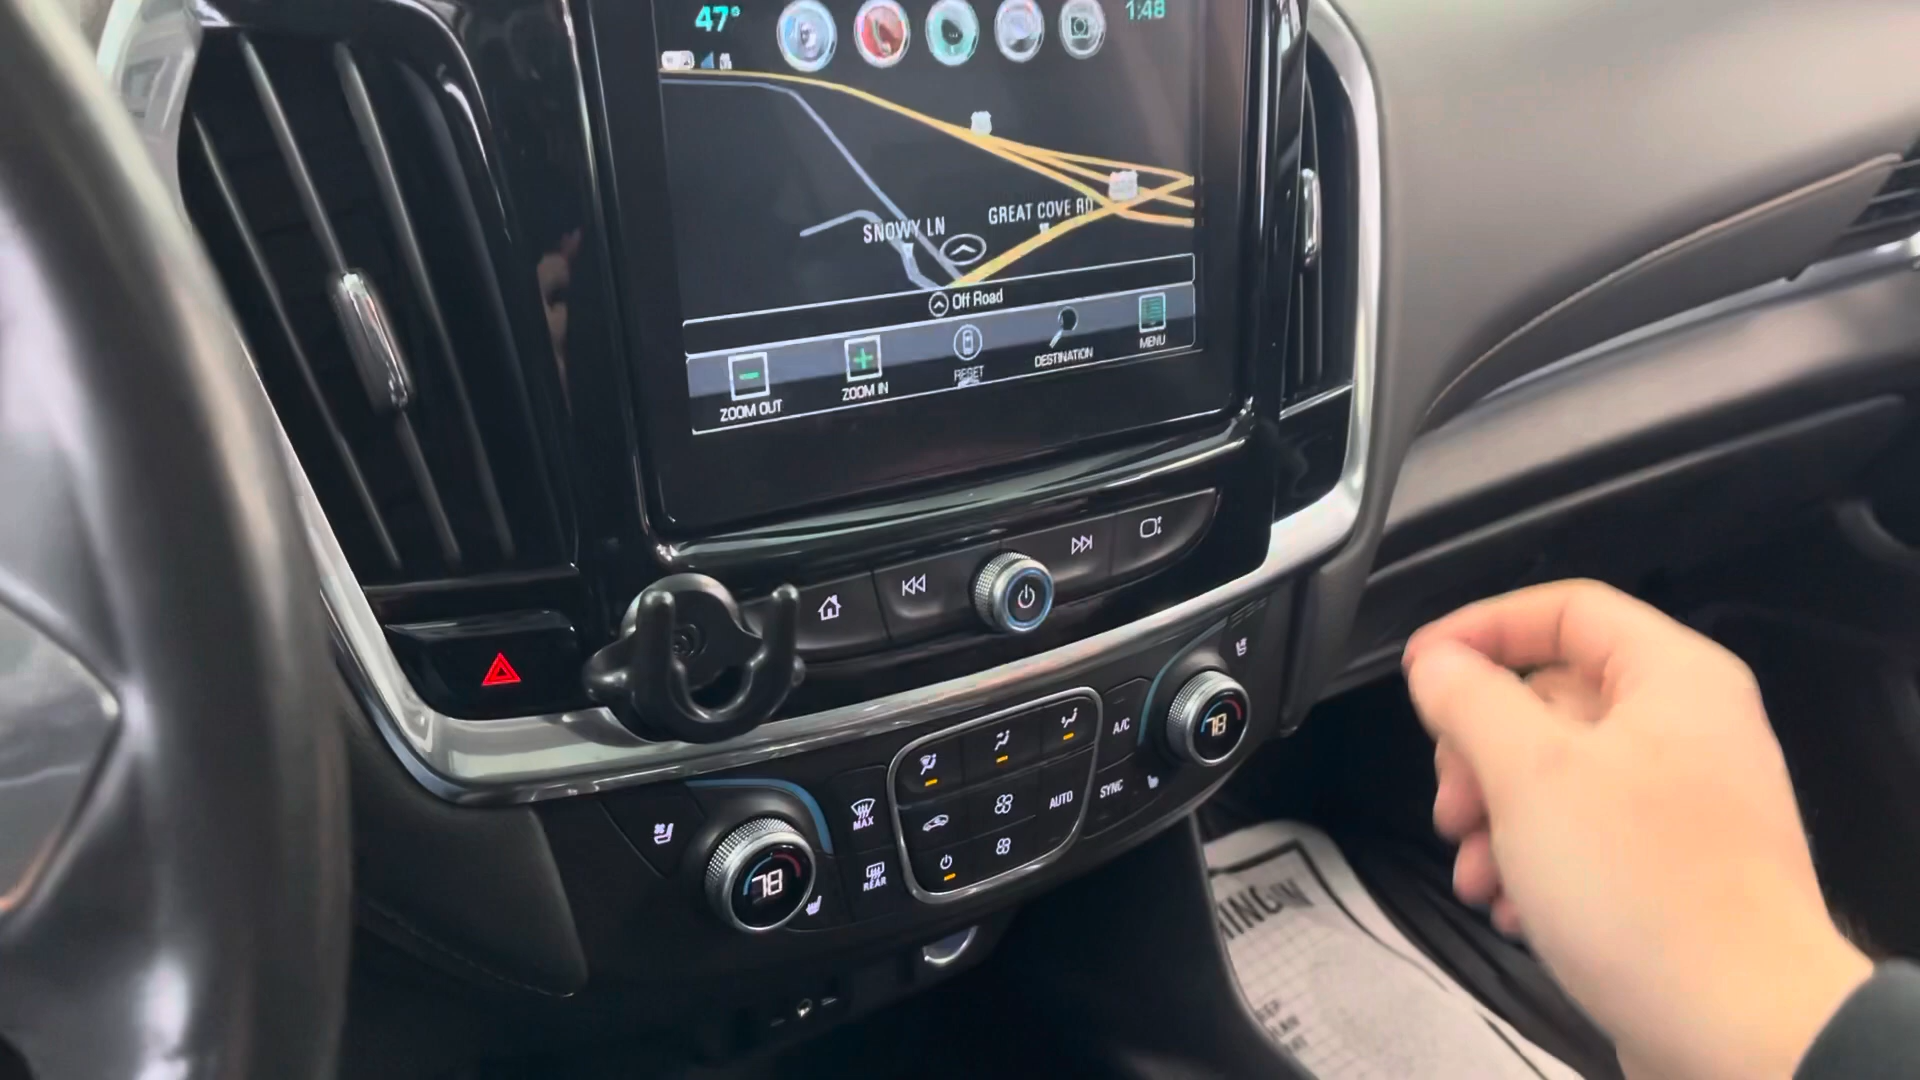 47°
1:48
SNOWY LN
GREAT COVE RD
Off Road
ZOOM OUT
ZOOM IN
RESET
DESTINATION
MENU
A/C
78
MAX
AUTO
SYNC
78
REAR